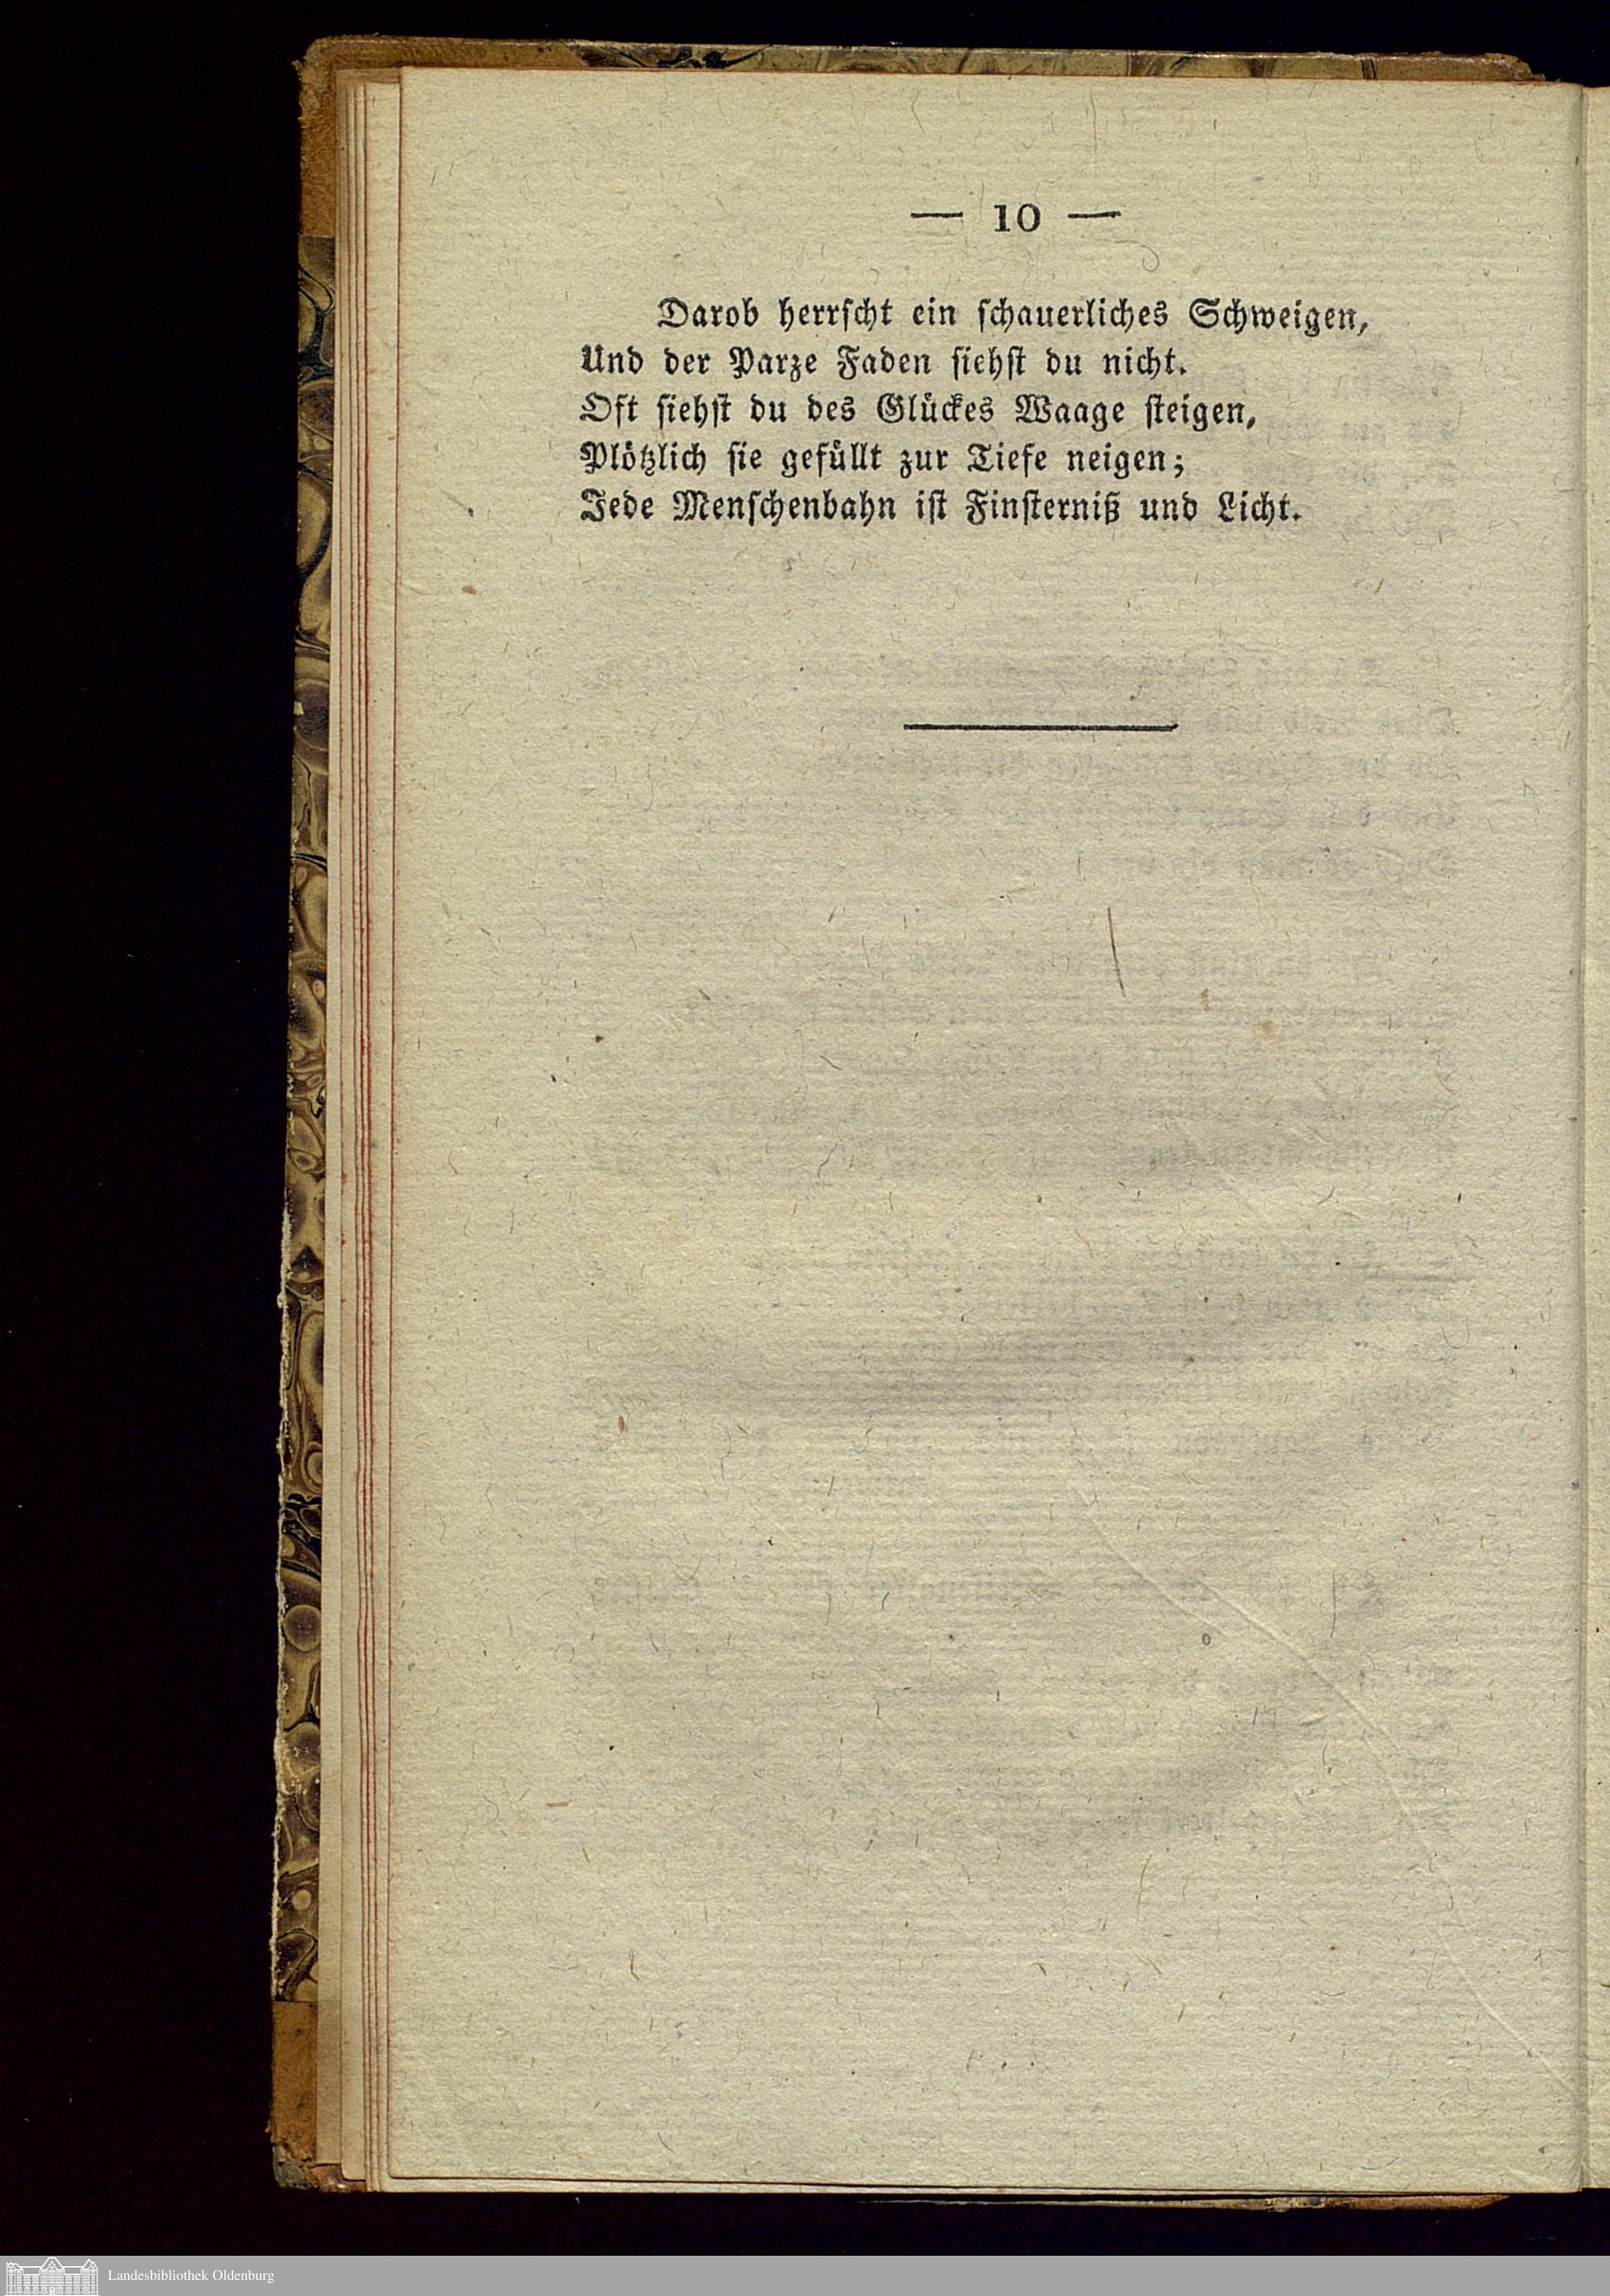 — 10 —
Darob herrscht ein schauerliches Schweigen,
Und der Parze Faden siehst du nicht.
Oft siehst du des Glückes Waage steigen,
Plötzlich sie gefüllt zur Tiefe neigen;
Jede Menschenbahn ist Finsterniß und Licht.
Landesbibliothek Oldenburg